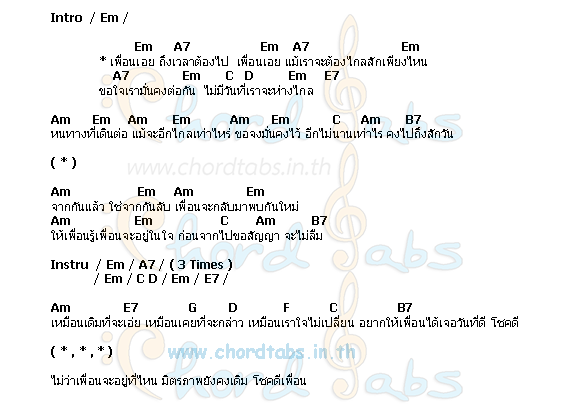 Intro / Em /
Em A7 Em A7 Em
* เพื่อนเอย ถึงเวลาต้องไป เพื่อนเอย แม้เราจะต้องไกลสักเพียงไหน
A7 Em C D Em E7
ขอใจเรามั่นคงต่อกัน ไม่มีวันที่เราจะห่างไกล
Am Em Am Em Am Em C Am B7
หนทางที่เดินต่อ แม้จะอีกไกลเท่าไหร่ ขอจงมั่นคงไว้ อีกไม่นานเท่าไร คงไปถึงสักวัน
( * )
www.chordtabs.in.th
Am Em Am Em
จากกันแล้ว ใช่จากกันลับ เพื่อนจะกลับมาพบกันใหม่
Am Em C Am B7
ให้เพื่อนรู้เพื่อนจะอยู่ในใจ ก่อนจากไปขอสัญญา จะไม่ลืม
Chord Tabs
Instru / Em / A7 / ( 3 Times )
/ Em / C D / Em / E7 /
Am E7 G D F C B7
เหมือนเดิมที่จะเอ่ย เหมือนเคยที่จะกล่าว เหมือนเราใจไม่เปลี่ยน อยากให้เพื่อนได้เจอวันที่ดี โชคดี
( * , * , * )
www.chordtabs.in.th
ไม่ว่าเพื่อนจะอยู่ที่ไหน มิตรภาพยังคงเดิม โชคดีเพื่อน
Chord Tabs